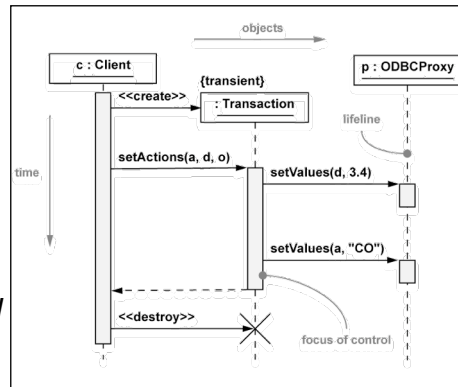 objects
c : Client
{transient}
p : ODBCProxy
<<create>>
: Transaction
lifeline
time
setActions(a, d, o)
setValues(d, 3.4)
setValues(a, "CO")
<<destroy>>
focus of control